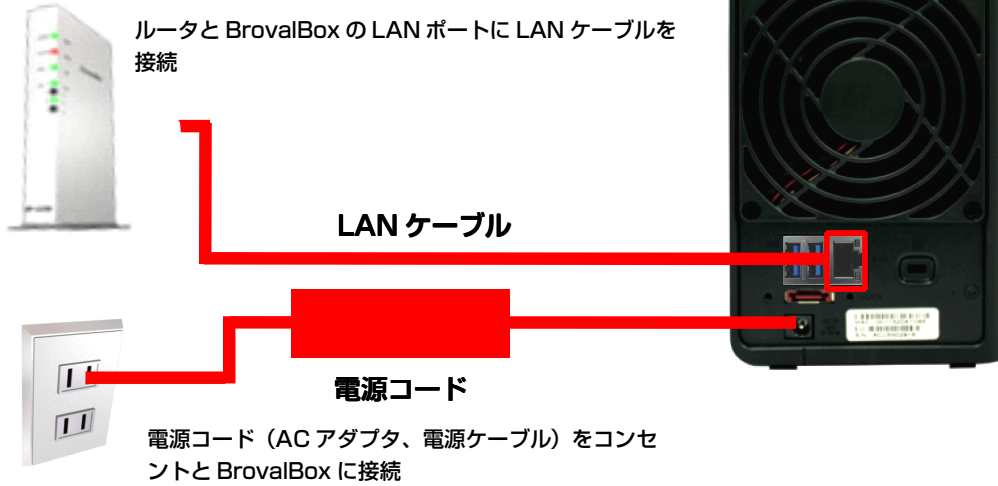 ルータと BrovalBox の LAN ポートに LAN ケーブルを
接続
LAN ケーブル
電源コード
電源コード（AC アダプタ、電源ケーブル）をコンセ
ントと BrovalBox に接続